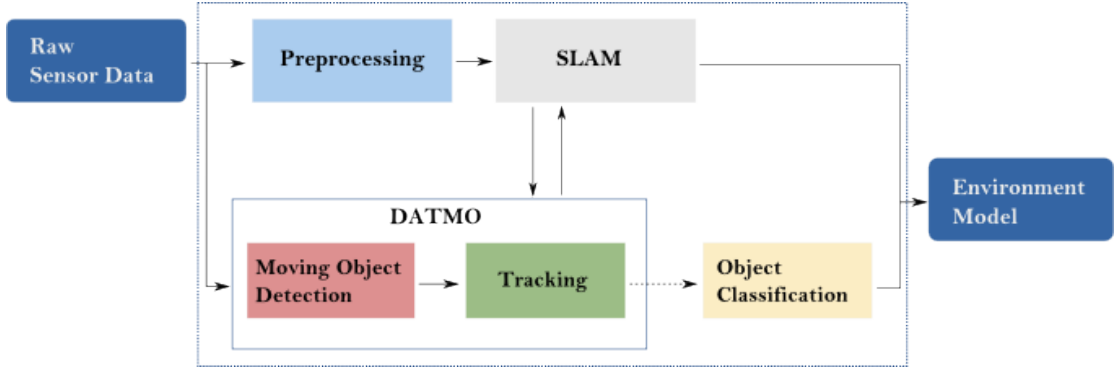 Raw
Sensor Data
Preprocessing
SLAM
Environment
Model
DATMO
Moving Object
Detection
Tracking
Object
Classification